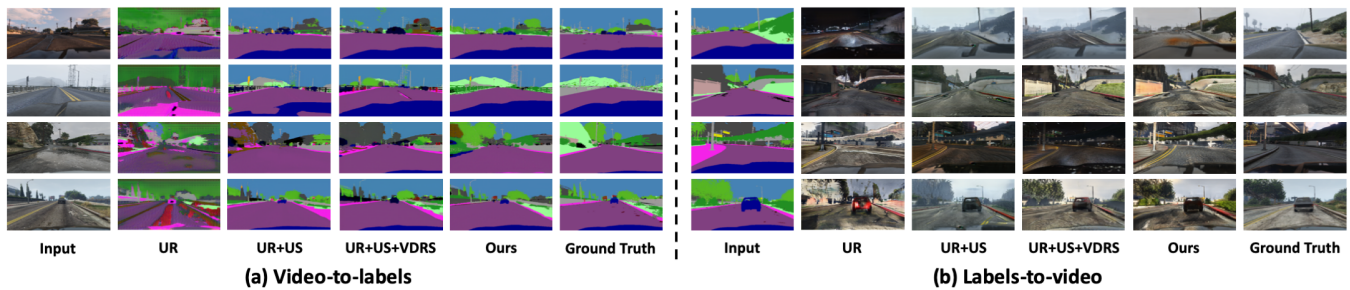 Input UR UR+US UR+US+VDRS Ours Ground Truth Input UR UR+US UR+US+VDRS Ours Ground Truth
(a) Video-to-labels (b) Labels-to-video